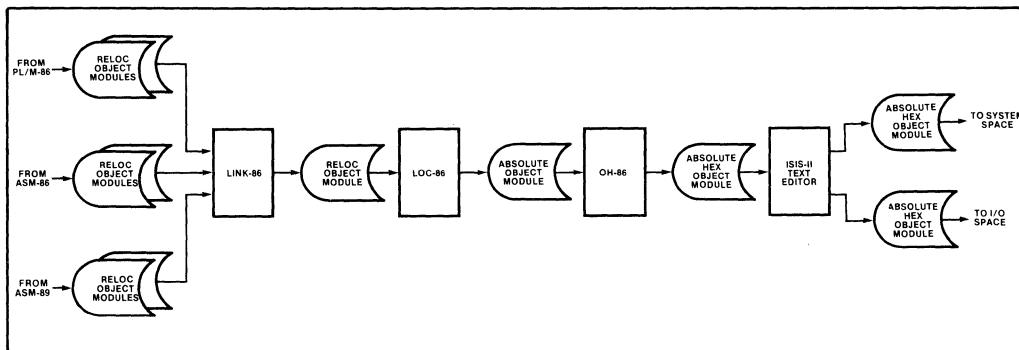 FROM
PL/M-86
RELOC
OBJECT
MODULES
FROM
ASM-86
RELOC
OBJECT
MODULES
FROM
ASM-89
RELOC
OBJECT
MODULES
LINK-86
RELOC
OBJECT
MODULE
LOC-86
ABSOLUTE
OBJECT
MODULE
OH-86
ABSOLUTE
HEX
OBJECT
MODULE
ISIS-II
TEXT
EDITOR
ABSOLUTE
HEX
OBJECT
MODULE
TO SYSTEM
SPACE
ABSOLUTE
HEX
OBJECT
MODULE
TO I/O
SPACE